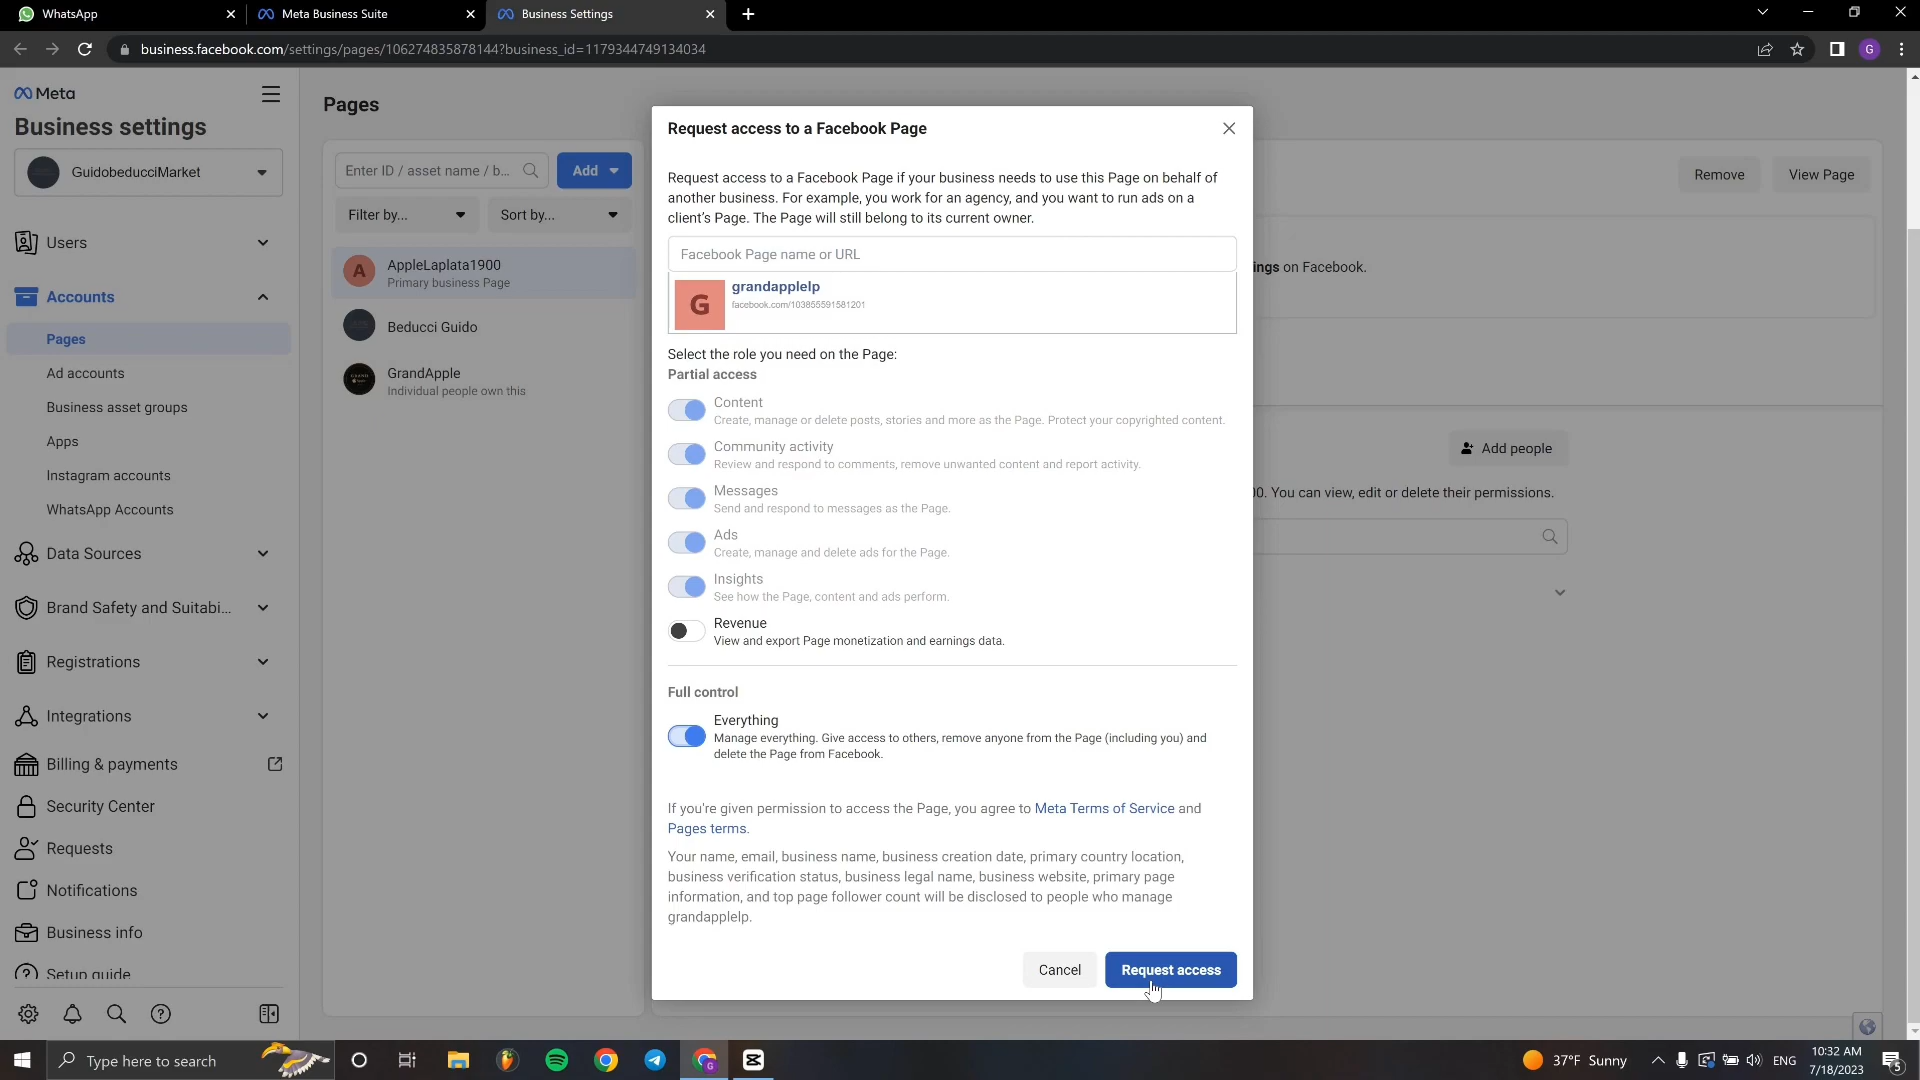 WhatsApp
Meta Business Suite
Business Settings
business.facebook.com/settings/pages/106274835878144?business_id=1179344749134034
G
Meta
Business settings
GuidobeducciMarket
Users
Accounts
Pages
Ad accounts
Business asset groups
Apps
Instagram accounts
WhatsApp Accounts
Data Sources
Brand Safety and Suitabi...
Registrations
Integrations
Billing & payments
Security Center
Requests
Notifications
Business info
Setup guide
Pages
Enter ID / asset name / b...
Add
Filter by...
Sort by...
A
AppleLaplata1900
Primary business Page
Beducci Guido
GrandApple
Individual people own this
Request access to a Facebook Page
Request access to a Facebook Page if your business needs to use this Page on behalf of
another business. For example, you work for an agency, and you want to run ads on a
client's Page. The Page will still belong to its current owner.
Facebook Page name or URL
G
grandapplelp
facebook.com/103855591581201
Select the role you need on the Page:
Partial access
Content
Create, manage or delete posts, stories and more as the Page. Protect your copyrighted content.
Community activity
Review and respond to comments, remove unwanted content and report activity.
Messages
Send and respond to messages as the Page.
Ads
Create, manage and delete ads for the Page.
Insights
See how the Page, content and ads perform.
Revenue
View and export Page monetization and earnings data.
Full control
Everything
Manage everything. Give access to others, remove anyone from the Page (including you) and
delete the Page from Facebook.
If you're given permission to access the Page, you agree to Meta Terms of Service and
Pages terms.
Your name, email, business name, business creation date, primary country location,
business verification status, business legal name, business website, primary page
information, and top page follower count will be disclosed to people who manage
grandapplelp.
Cancel
Request access
Remove
View Page
ings on Facebook.
Add people
00. You can view, edit or delete their permissions.
Type here to search
37°F Sunny
ENG
10:32 AM
7/18/2023
5